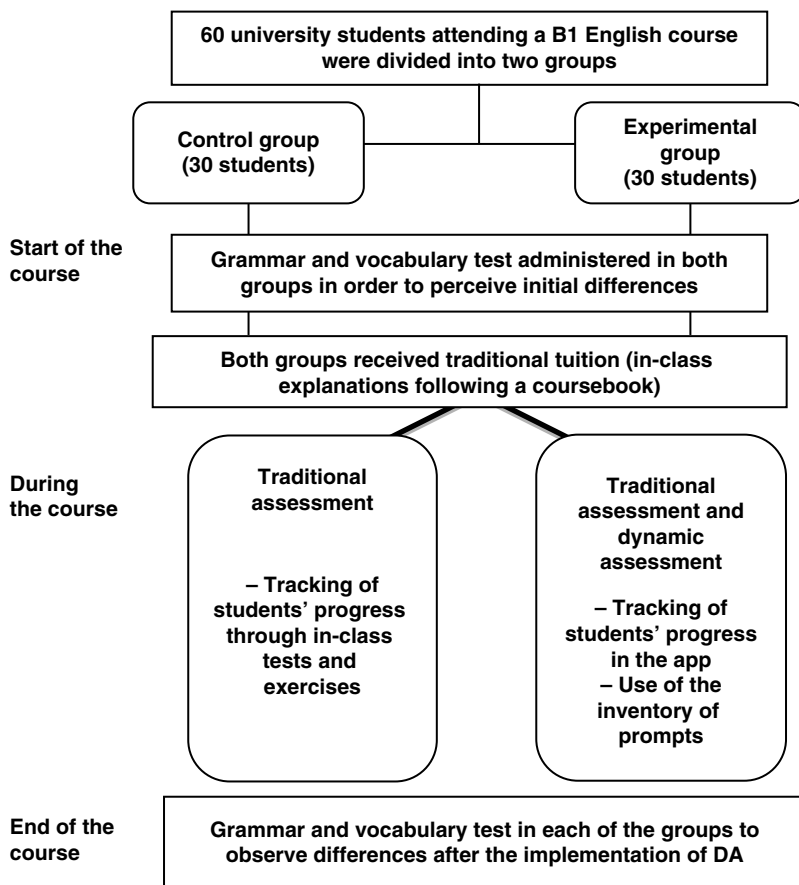 60 university students attending a B1 English course
were divided into two groups
Control group
(30 students)
Experimental
group
(30 students)
Start of the
course
Grammar and vocabulary test administered in both
groups in order to perceive initial differences
Both groups received traditional tuition (in-class
explanations following a coursebook)
During
the course
Traditional
assessment
– Tracking of
students’ progress
through in-class
tests and
exercises
Traditional
assessment and
dynamic
assessment
– Tracking of
students’ progress
in the app
– Use of the
inventory of
prompts
End of the
course
Grammar and vocabulary test in each of the groups to
observe differences after the implementation of DA